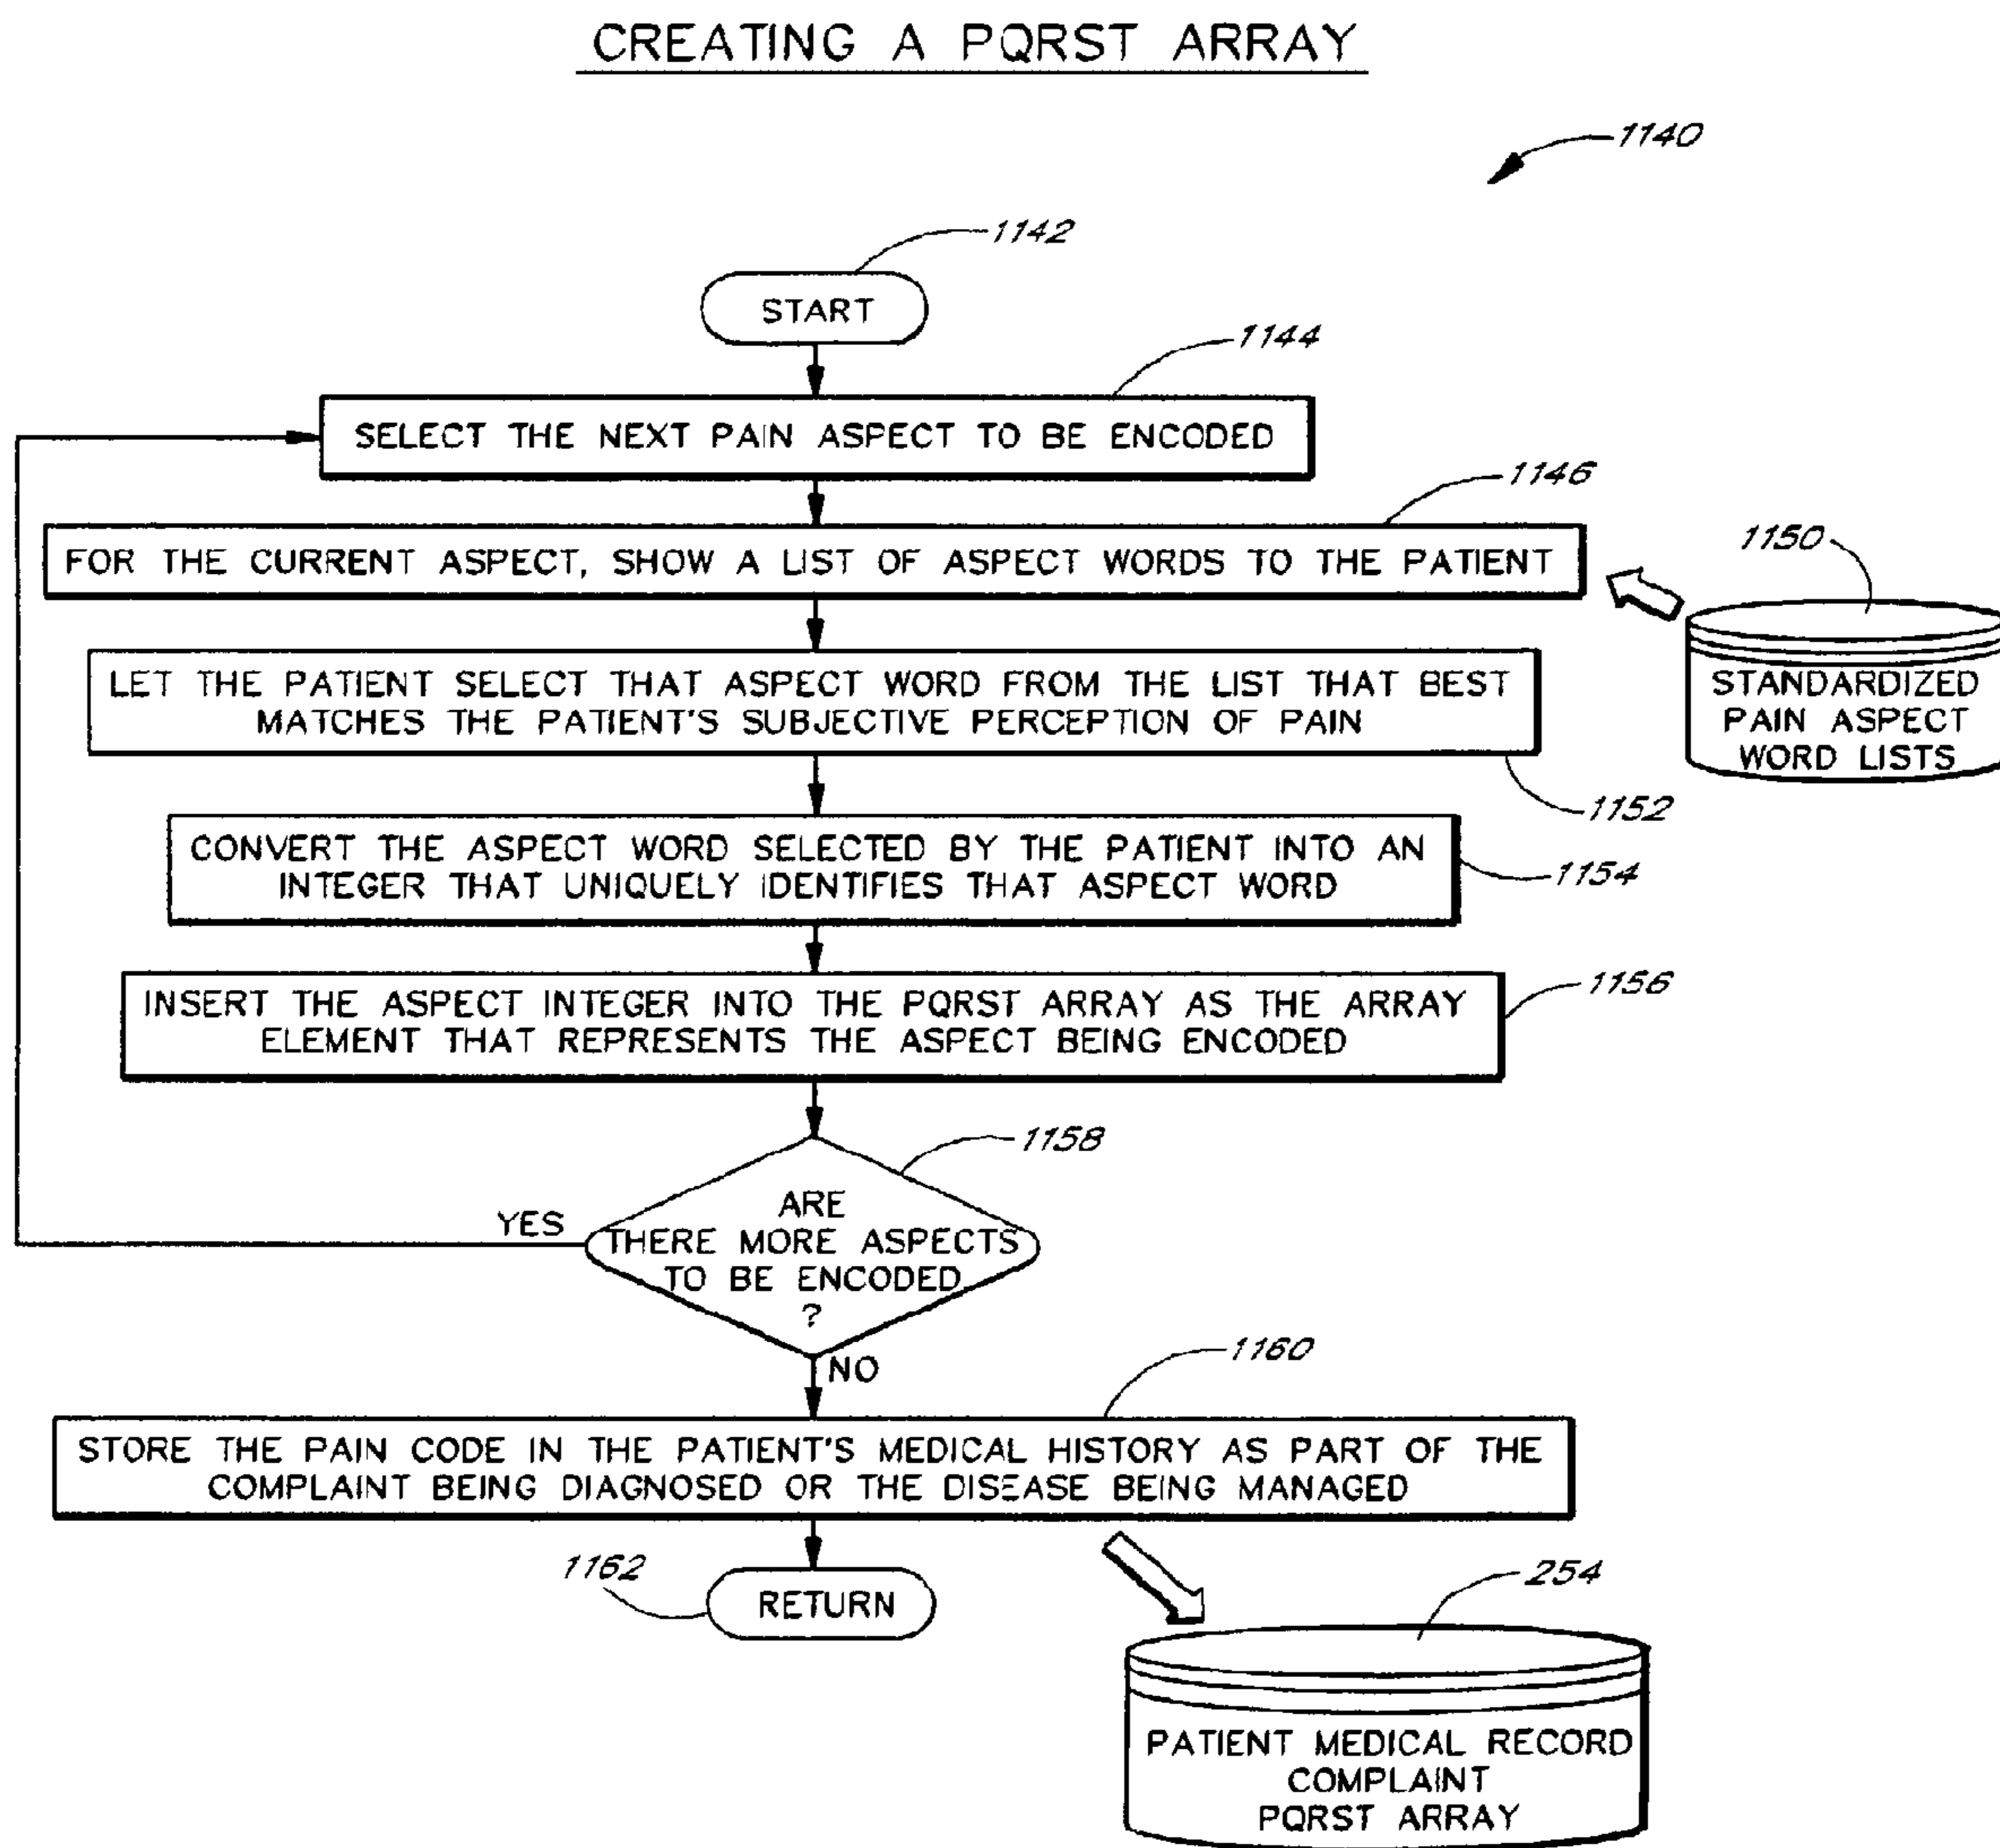 CREATING A PQRST ARRAY
1140
1142
START
1144
SELECT THE NEXT PAIN ASPECT TO BE ENCODED
1146
FOR THE CURRENT ASPECT, SHOW A LIST OF ASPECT WORDS TO THE PATIENT
1150
STANDARDIZED
PAIN ASPECT
WORD LISTS
LET THE PATIENT SELECT THAT ASPECT WORD FROM THE LIST THAT BEST
MATCHES THE PATIENT'S SUBJECTIVE PERCEPTION OF PAIN
1152
CONVERT THE ASPECT WORD SELECTED BY THE PATIENT INTO AN
INTEGER THAT UNIQUELY IDENTIFIES THAT ASPECT WORD
1154
INSERT THE ASPECT INTEGER INTO THE PQRST ARRAY AS THE ARRAY
ELEMENT THAT REPRESENTS THE ASPECT BEING ENCODED
1156
1158
ARE
THERE MORE ASPECTS
TO BE ENCODED
?
YES
NO
1160
STORE THE PAIN CODE IN THE PATIENT'S MEDICAL HISTORY AS PART OF THE
COMPLAINT BEING DIAGNOSED OR THE DISEASE BEING MANAGED
1162
RETURN
254
PATIENT MEDICAL RECORD
COMPLAINT
PQRST ARRAY